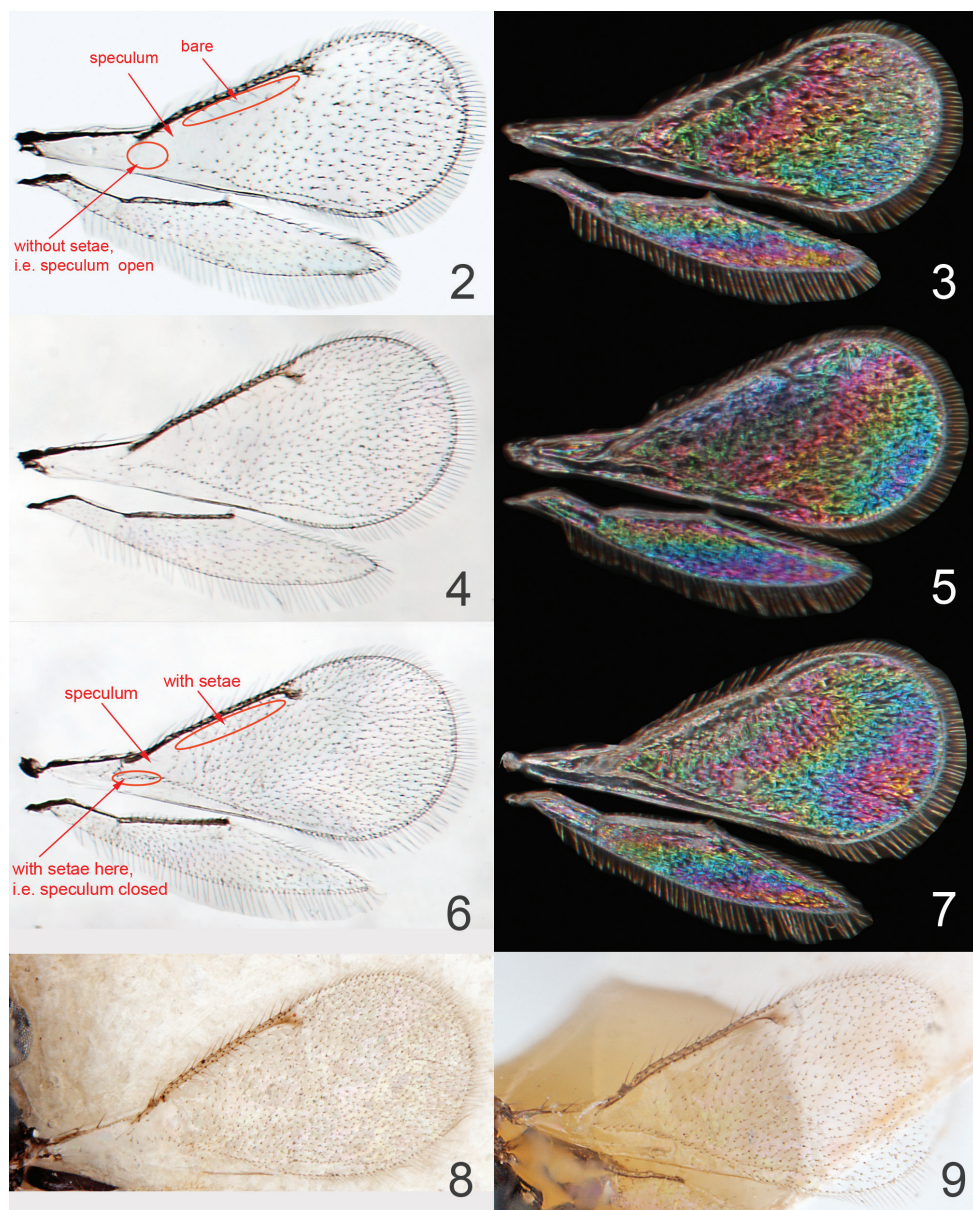 bare
speculum
without setae,
i.e. speculum open
2
3
4
5
with setae
speculum
with setae here,
i.e. speculum closed
6
7
8
9